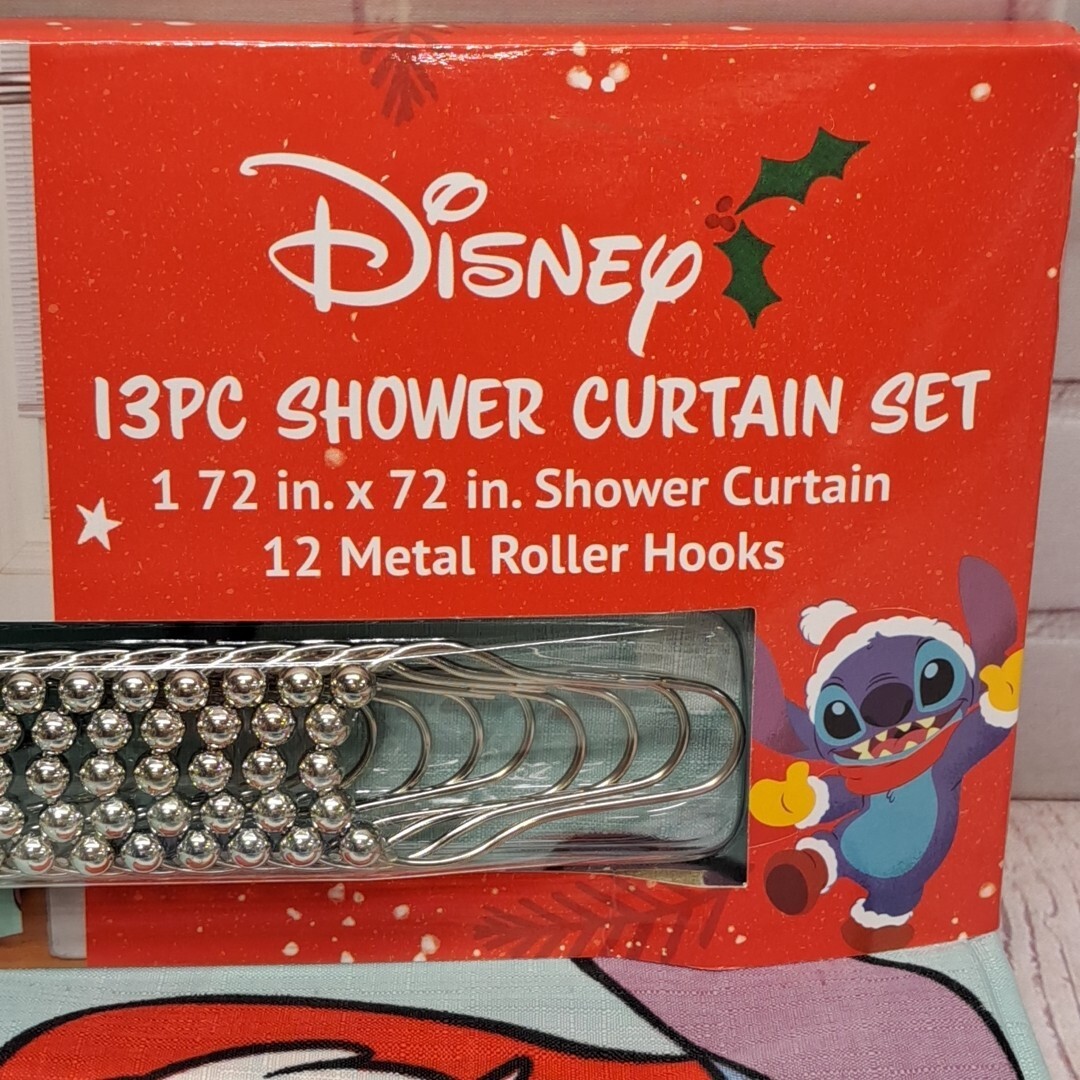 Disney
13PC SHOWER CURTAIN SET
1 72 in. x 72 in. Shower Curtain
12 Metal Roller Hooks